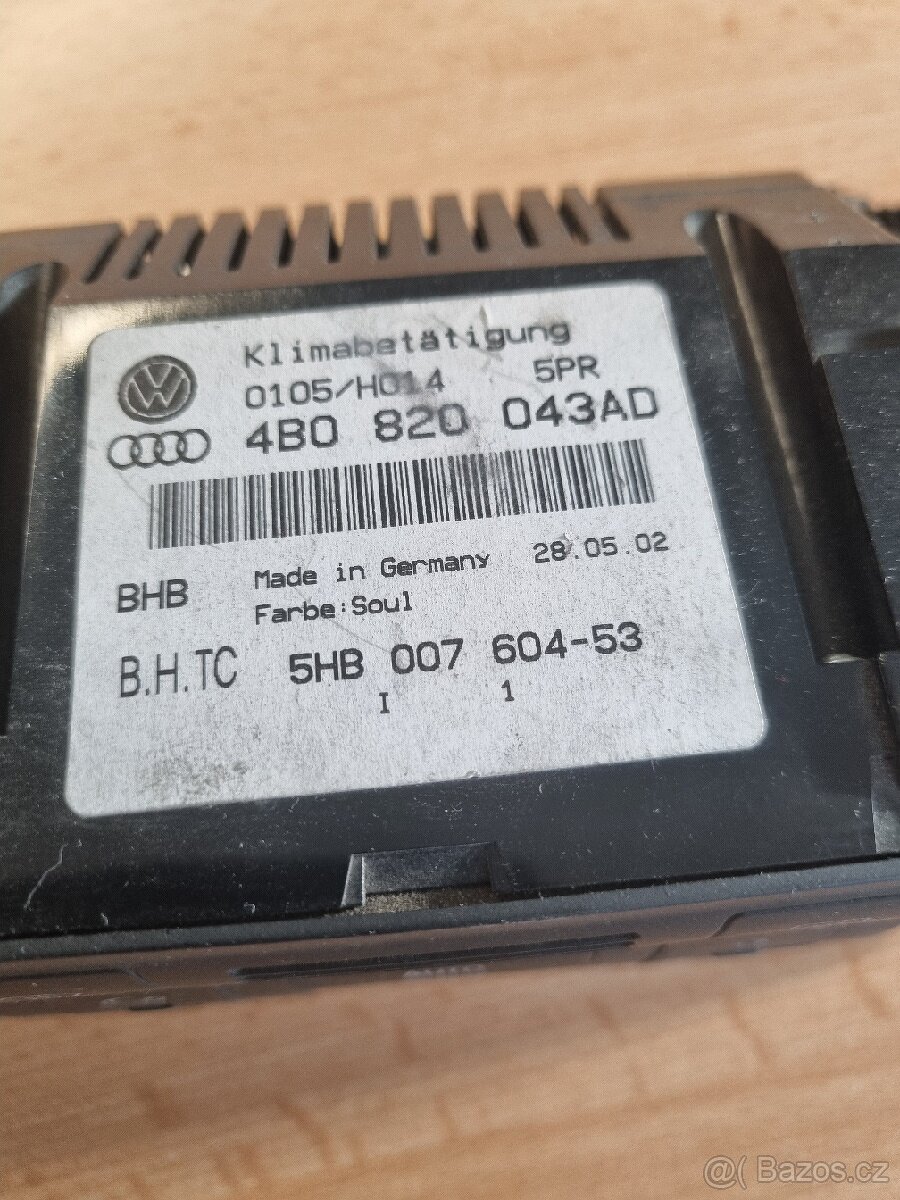 Klimabetätigung
0105/H014 5PR
4B0 820 043AD
BHB Made in Germany 28.05.02
Farbe:Soul
B.H.TC 5HB 007 604-53
I 1
@( Bazos.cz